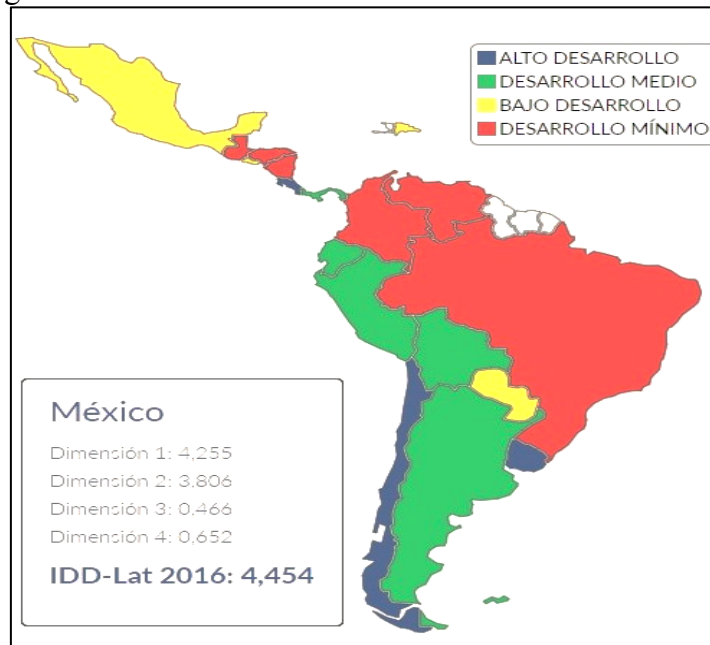 ALTO DESARROLLO
DESARROLLO MEDIO
BAJO DESARROLLO
DESARROLLO MÍNIMO
México
Dimensión 1: 4,255
Dimensión 2: 3,806
Dimensión 3: 0,466
Dimensión 4: 0,652
IDD-Lat 2016: 4,454